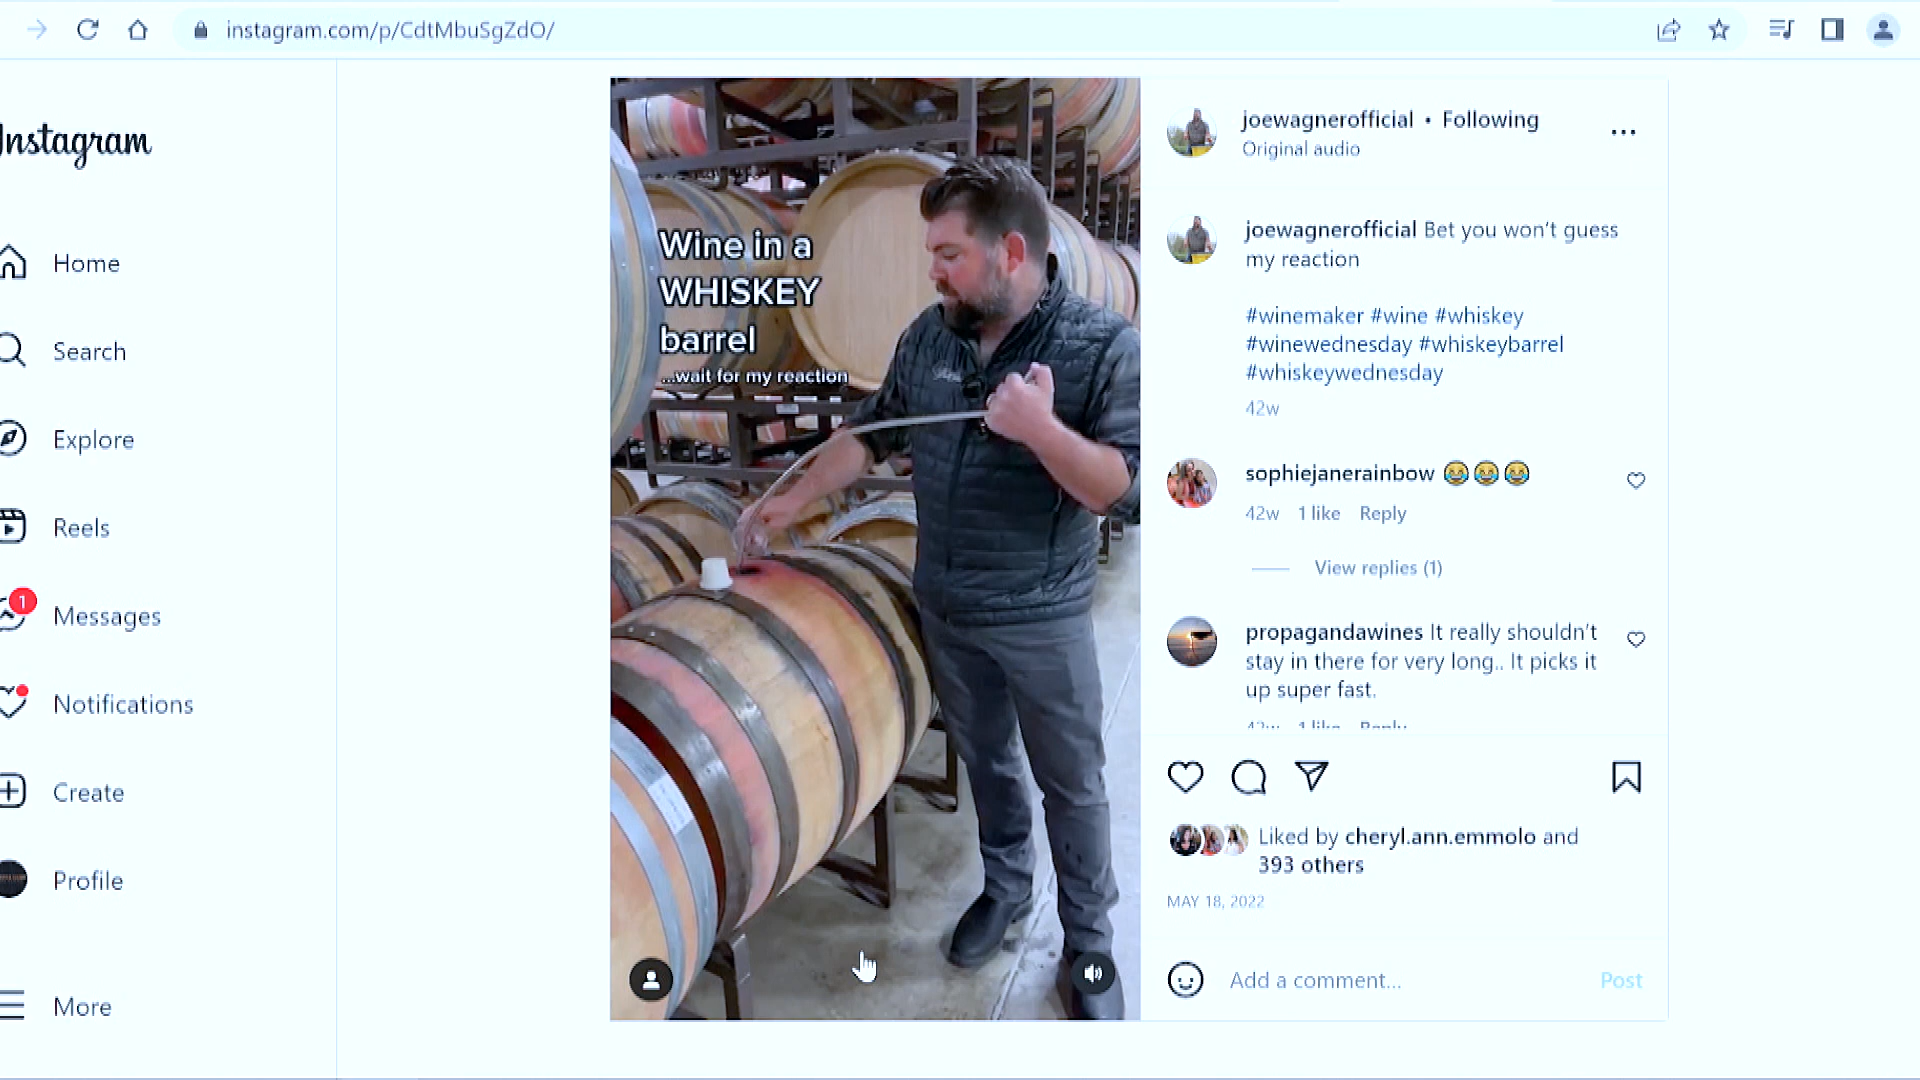 instagram.com/p/CdtMbuSgZdO/
Instagram
Home
Search
Explore
Reels
1
Messages
Notifications
Create
Profile
More
Wine in a
WHISKEY
barrel
...wait for my reaction
joewagnerofficial • Following
Original audio
joewagnerofficial Bet you won't guess
my reaction
#winemaker #wine #whiskey
#winewednesday #whiskeybarrel
#whiskeywednesday
42w
sophiejanerainbow 😂😂😂
42w 1 like Reply
View replies (1)
propagandawines It really shouldn't
stay in there for very long.. It picks it
up super fast.
42w 1 like Reply
Liked by cheryl.ann.emmolo and
393 others
MAY 18, 2022
Add a comment...
Post